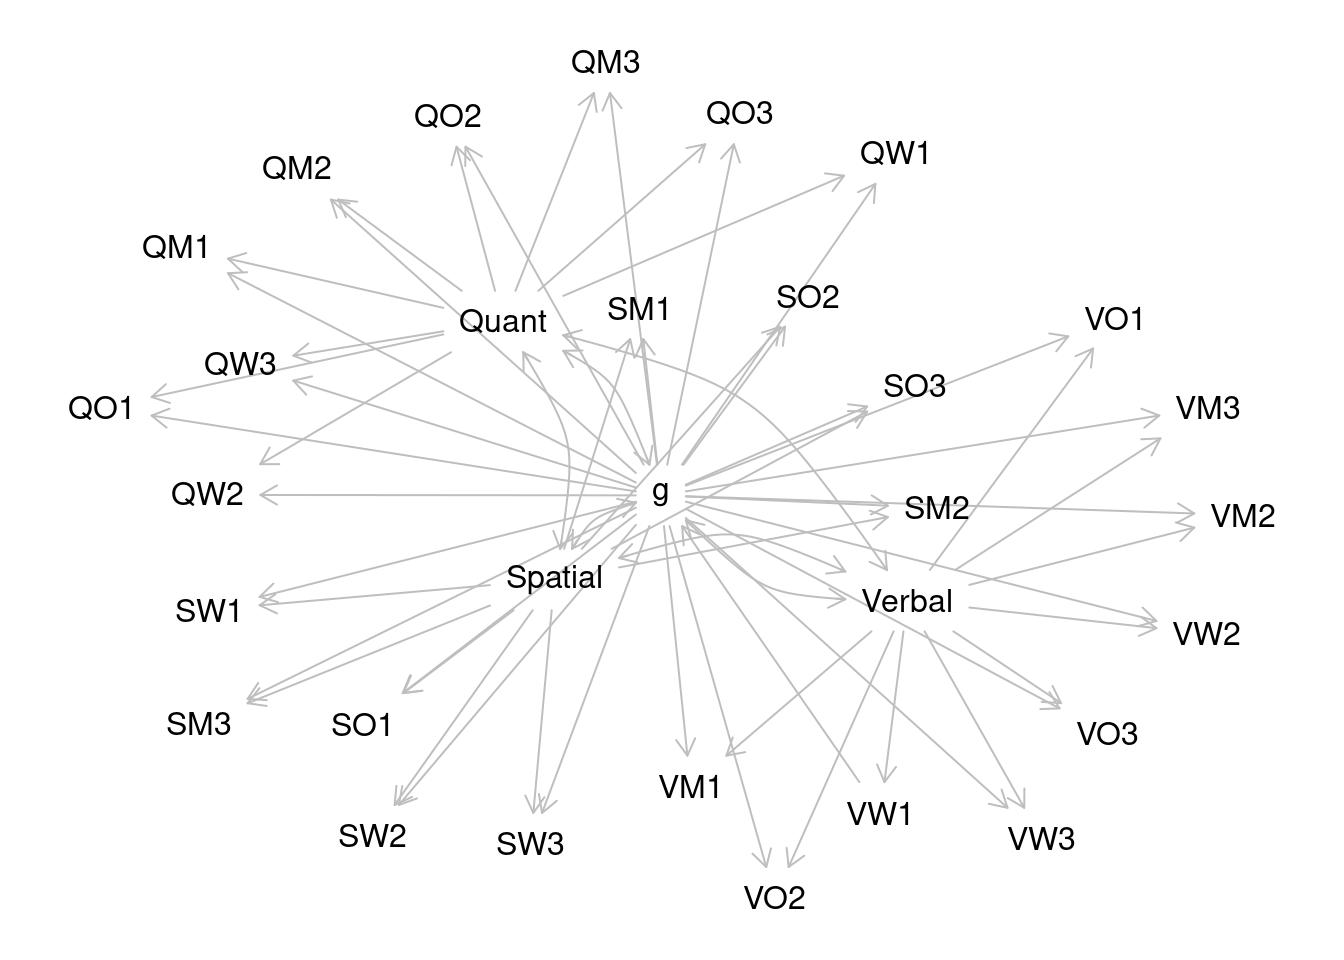 QM3
QO2
QO3
QW1
QM2
QM1
SO2
SM1
VO1
Quant
QW3
SO3
QO1
VM3
g
QW2
SM2
VM2
Spatial
Verbal
SW1
VW2
SM3
SO1
VO3
VM1
VW1
SW2
VW3
SW3
VO2